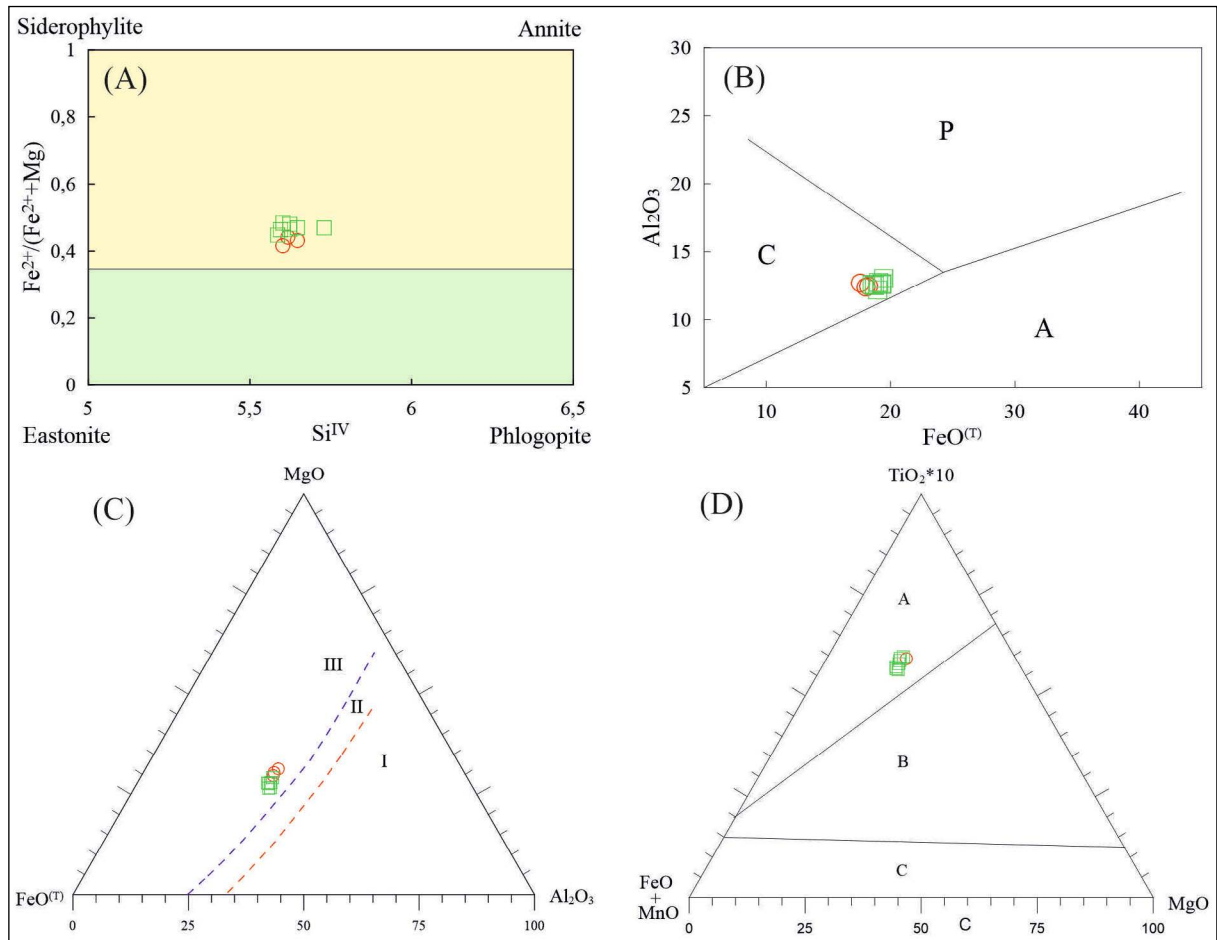 Siderophylite Annite
(A)
Fe²⁺/(Fe²⁺+Mg)
1
0,8
0,6
0,4
0,2
0
5 5,5 6 6,5
Eastonite Si^IV Phlogopite
(B)
Al₂O₃
30
25
20
15
10
5
P
C
A
10 20 30 40
FeO^(T)
(C)
MgO
III
II
I
FeO^(T) Al₂O₃
0 25 50 75 100
(D)
TiO₂*10
A
B
C
FeO
+
MnO
MgO
0 25 50 75 100
C